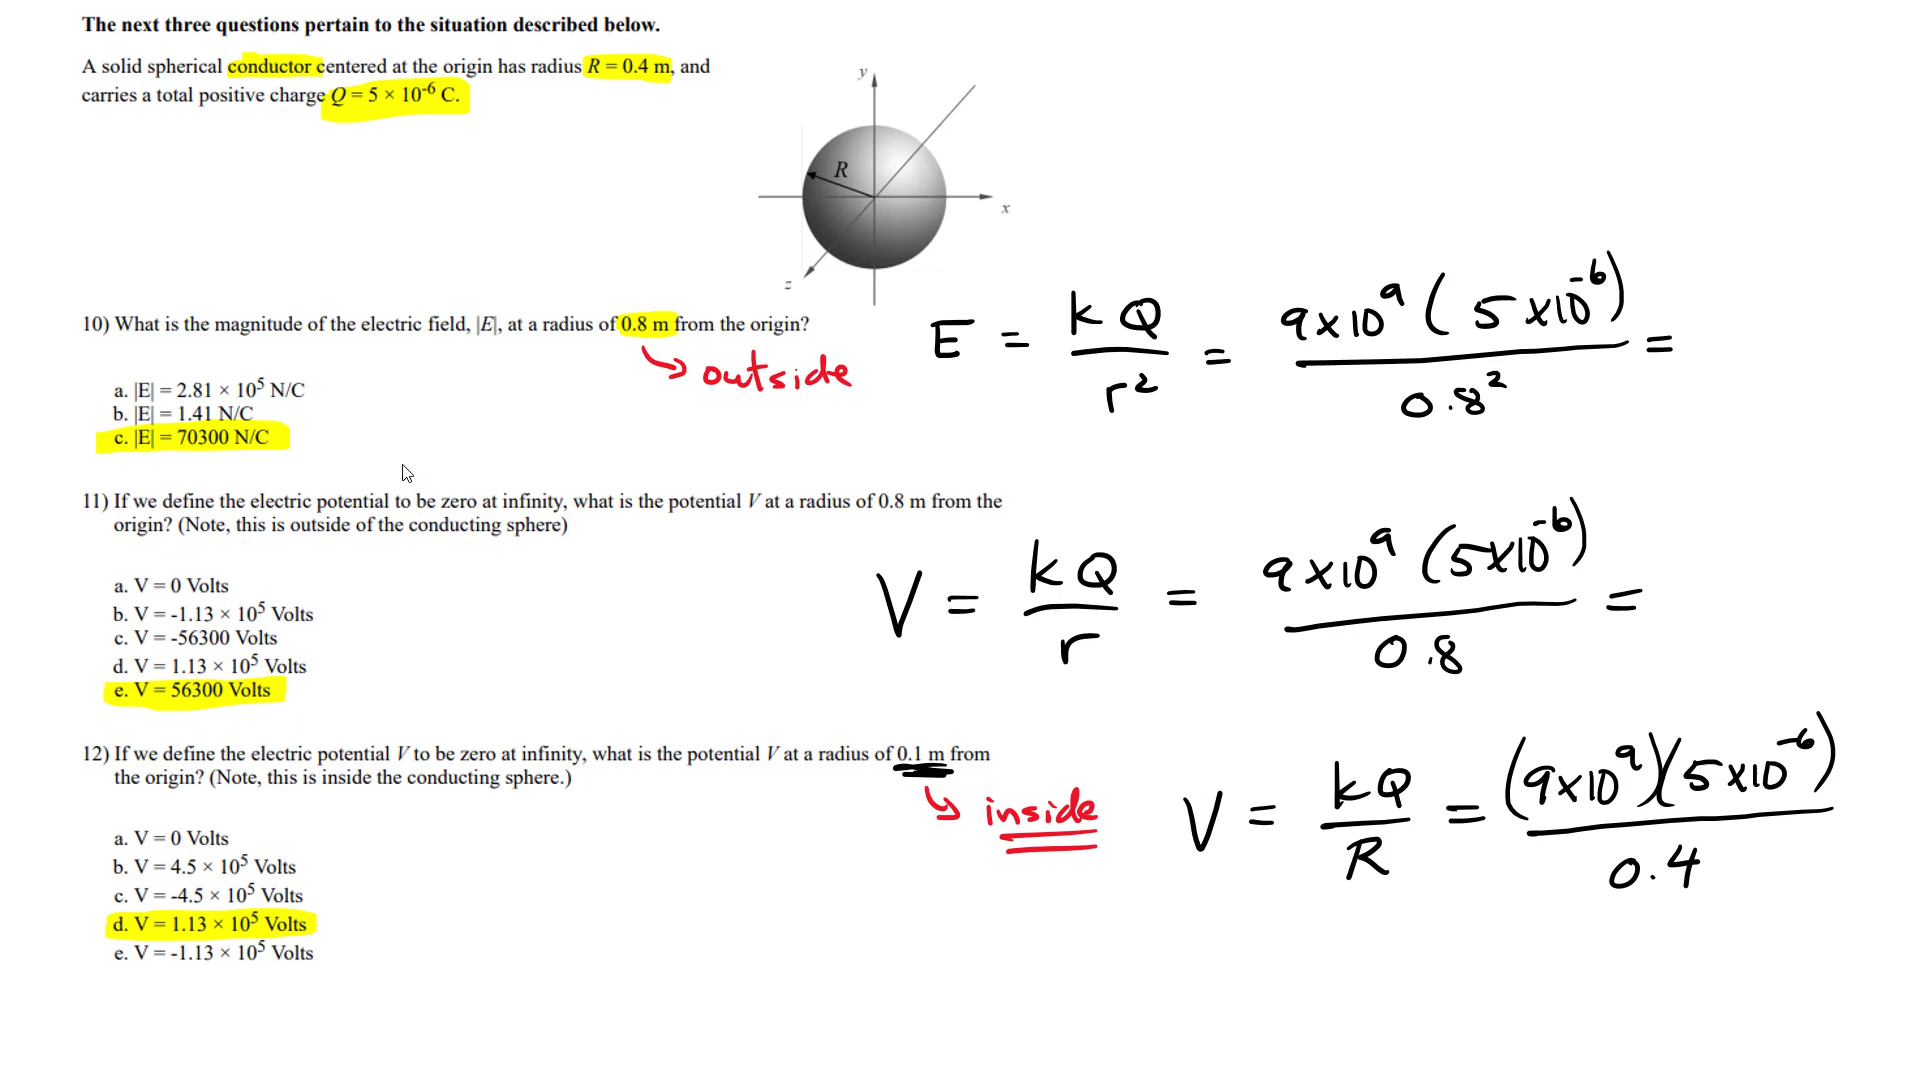 The next three questions pertain to the situation described below.
A solid spherical conductor centered at the origin has radius R = 0.4 m, and
carries a total positive charge Q = 5 × 10⁻⁶ C.
y
R
x
z
10) What is the magnitude of the electric field, |E|, at a radius of 0.8 m from the origin?
outside
E = kQ / r² = 9x10⁹ ( 5 x10⁻⁶) / 0.8² =
a. |E| = 2.81 × 10⁵ N/C
b. |E| = 1.41 N/C
c. |E| = 70300 N/C
11) If we define the electric potential to be zero at infinity, what is the potential V at a radius of 0.8 m from the
origin? (Note, this is outside of the conducting sphere)
V = kQ / r = 9x10⁹ (5x10⁻⁶) / 0.8 =
a. V = 0 Volts
b. V = -1.13 × 10⁵ Volts
c. V = -56300 Volts
d. V = 1.13 × 10⁵ Volts
e. V = 56300 Volts
12) If we define the electric potential V to be zero at infinity, what is the potential V at a radius of 0.1 m from
the origin? (Note, this is inside the conducting sphere.)
inside
V = kQ / R = (9x10⁹)(5x10⁻⁶) / 0.4
a. V = 0 Volts
b. V = 4.5 × 10⁵ Volts
c. V = -4.5 × 10⁵ Volts
d. V = 1.13 × 10⁵ Volts
e. V = -1.13 × 10⁵ Volts